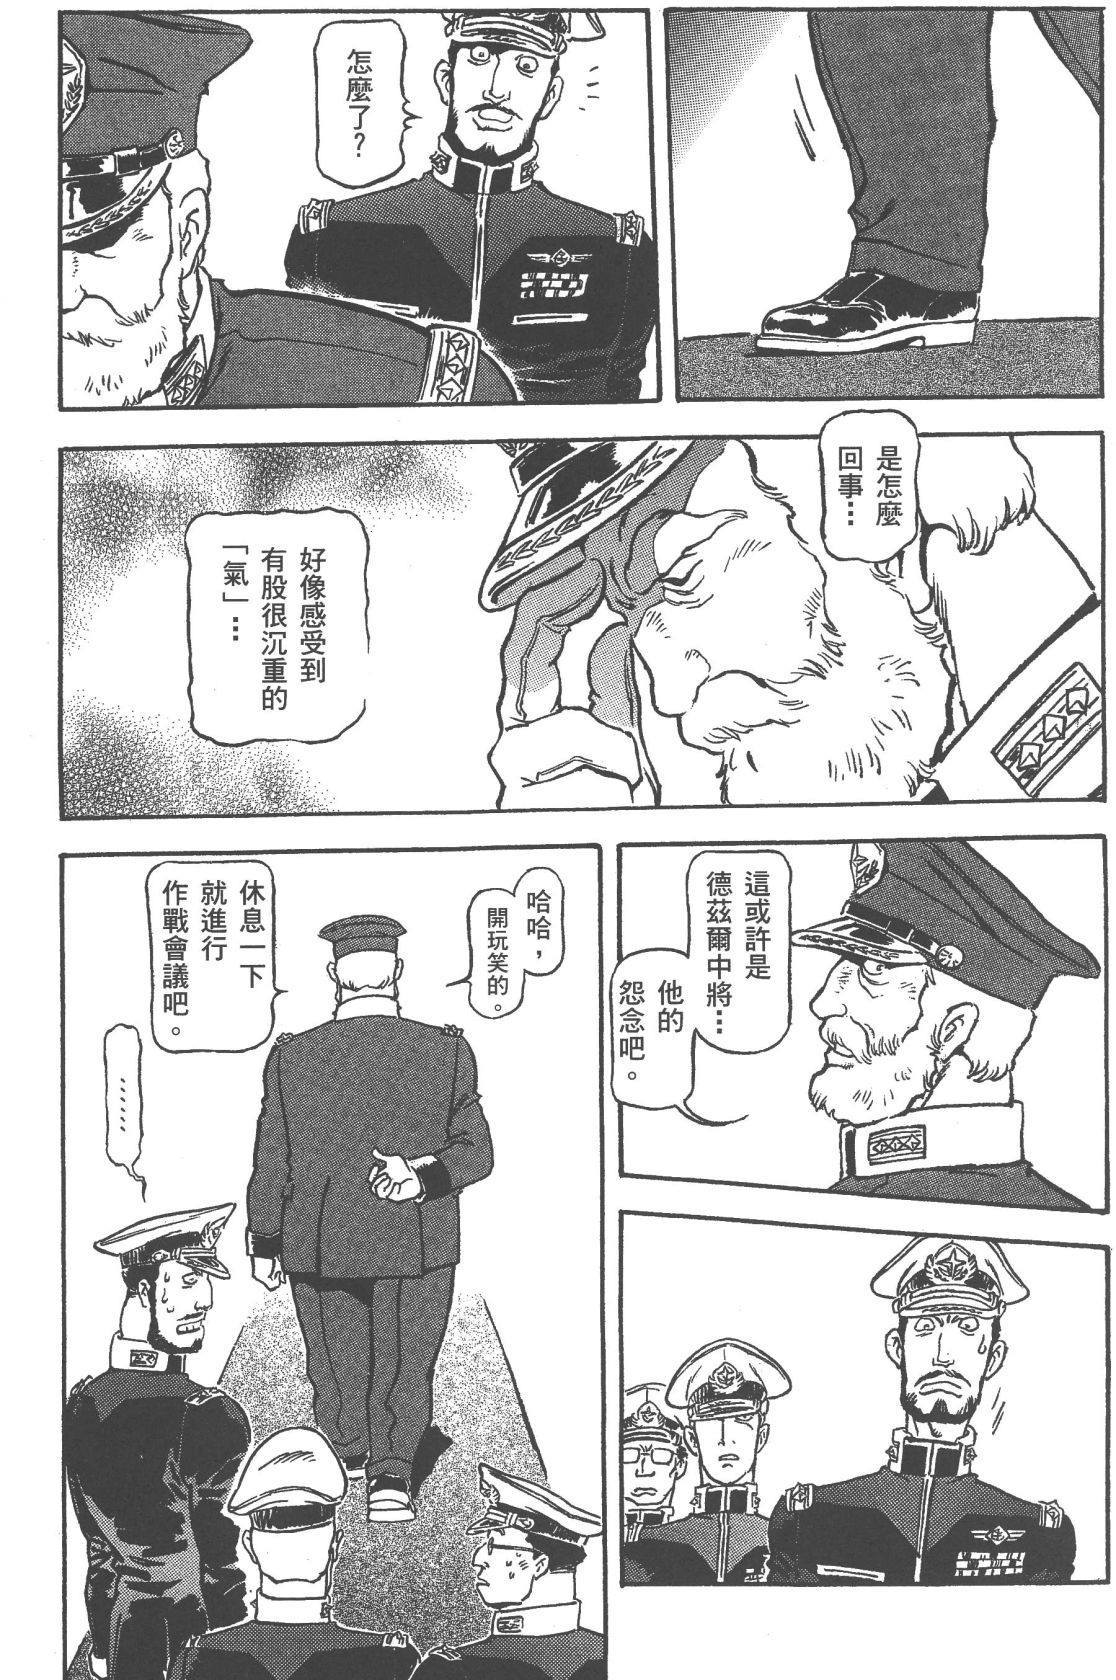 怎麼了？
是怎麼
回事…
好像感受到
有股很沉重的
「氣」…
這或許是
德茲爾中將…
他的
怨念吧。
哈哈，
開玩笑的。
休息一下
就進行
作戰會議吧。
……